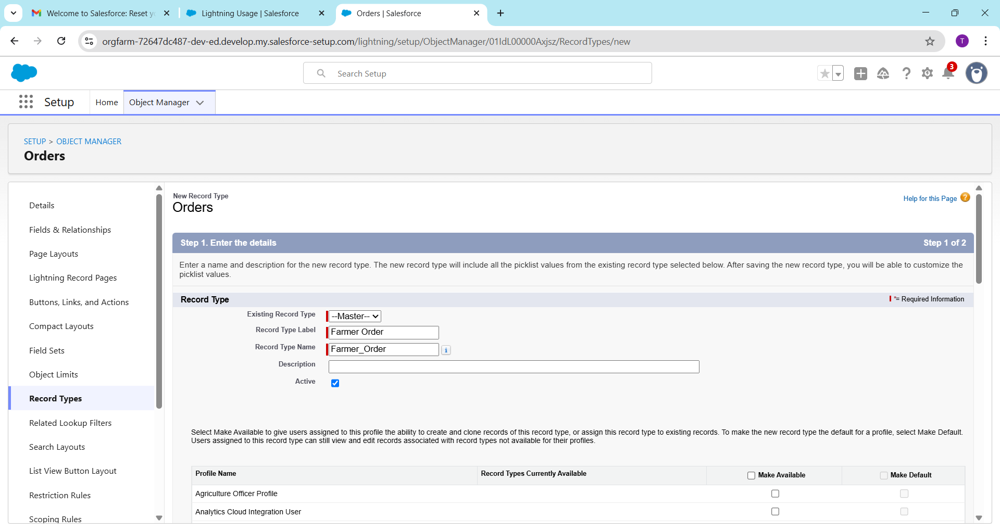 Welcome to Salesforce: Reset yo
Lightning Usage | Salesforce
Orders | Salesforce
orgfarm-72647dc487-dev-ed.develop.my.salesforce-setup.com/lightning/setup/ObjectManager/01IdL00000Axjsz/RecordTypes/new
T
Search Setup
3
Setup
Home
Object Manager
SETUP > OBJECT MANAGER
Orders
Details
Fields & Relationships
Page Layouts
Lightning Record Pages
Buttons, Links, and Actions
Compact Layouts
Field Sets
Object Limits
Record Types
Related Lookup Filters
Search Layouts
List View Button Layout
Restriction Rules
Scoping Rules
New Record Type
Orders
Help for this Page ?
Step 1. Enter the details
Step 1 of 2
Enter a name and description for the new record type. The new record type will include all the picklist values from the existing record type selected below. After saving the new record type, you will be able to customize the
picklist values.
Record Type
*= Required Information
Existing Record Type
--Master--
Record Type Label
Farmer Order
Record Type Name
Farmer_Order
i
Description
Active
Select Make Available to give users assigned to this profile the ability to create and clone records of this record type, or assign this record type to existing records. To make the new record type the default for a profile, select Make Default.
Users assigned to this record type can still view and edit records associated with record types not available for their profiles.
Profile Name
Record Types Currently Available
Make Available
Make Default
Agriculture Officer Profile
Analytics Cloud Integration User